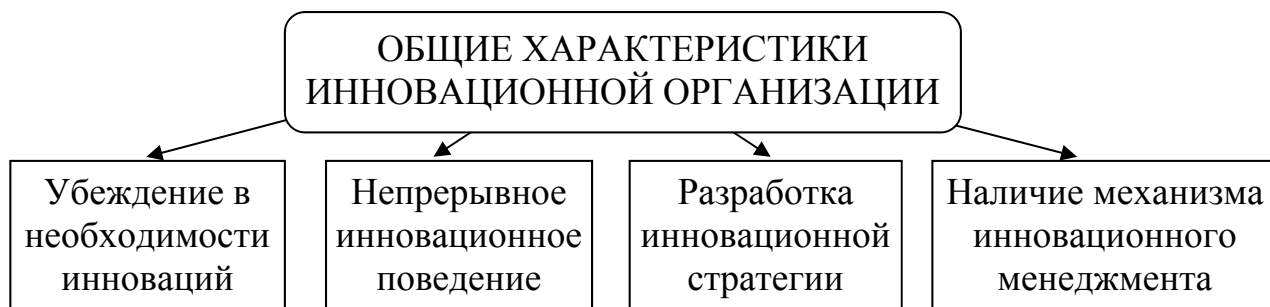 ОБЩИЕ ХАРАКТЕРИСТИКИ
ИННОВАЦИОННОЙ ОРГАНИЗАЦИИ
Убеждение в
необходимости
инноваций
Непрерывное
инновационное
поведение
Разработка
инновационной
стратегии
Наличие механизма
инновационного
менеджмента